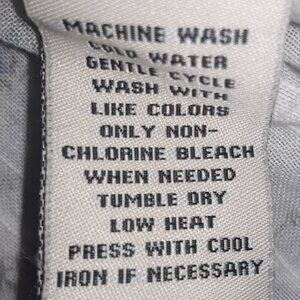 MACHINE WASH
COLD WATER
GENTLE CYCLE
WASH WITH
LIKE COLORS
ONLY NON-
CHLORINE BLEACH
WHEN NEEDED
TUMBLE DRY
LOW HEAT
PRESS WITH COOL
IRON IF NECESSARY